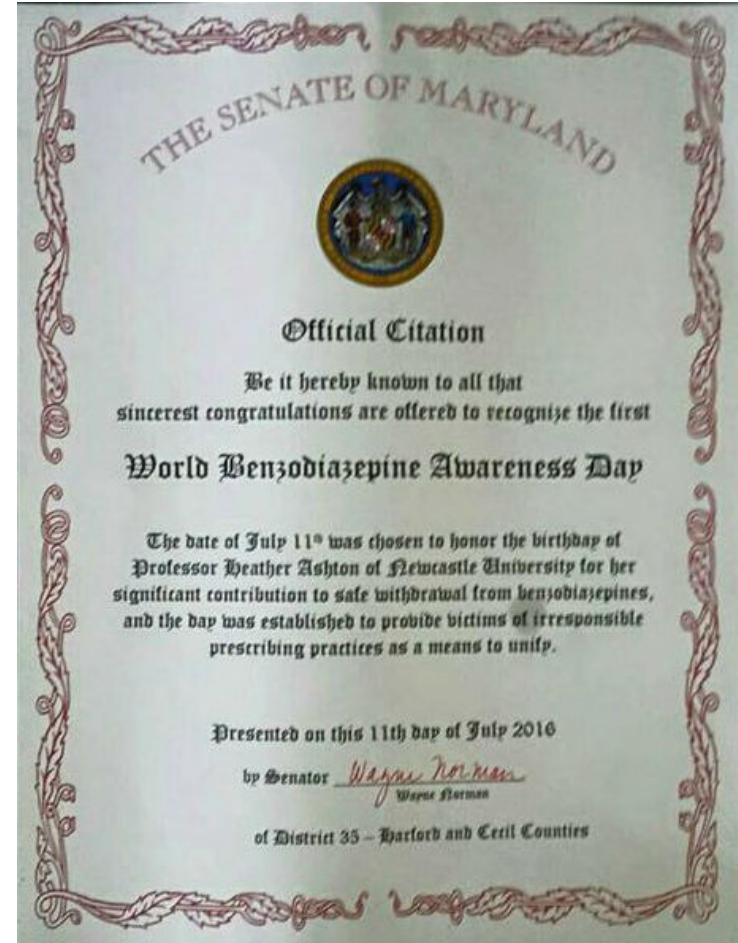 THE SENATE OF MARYLAND
Official Citation
Be it hereby known to all that
sincerest congratulations are offered to recognize the first
World Benzodiazepine Awareness Day
The date of July 11th was chosen to honor the birthday of
Professor Heather Ashton of Newcastle University for her
significant contribution to safe withdrawal from benzodiazepines,
and the day was established to provide victims of irresponsible
prescribing practices as a means to unify.
Presented on this 11th day of July 2016
by Senator Wayne Norman
Wayne Norman
of District 35 – Harford and Cecil Counties